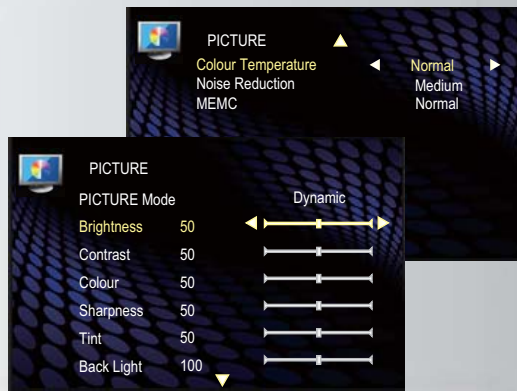 PICTURE
Colour Temperature Normal
Noise Reduction Medium
MEMC Normal
PICTURE
PICTURE Mode Dynamic
Brightness 50
Contrast 50
Colour 50
Sharpness 50
Tint 50
Back Light 100